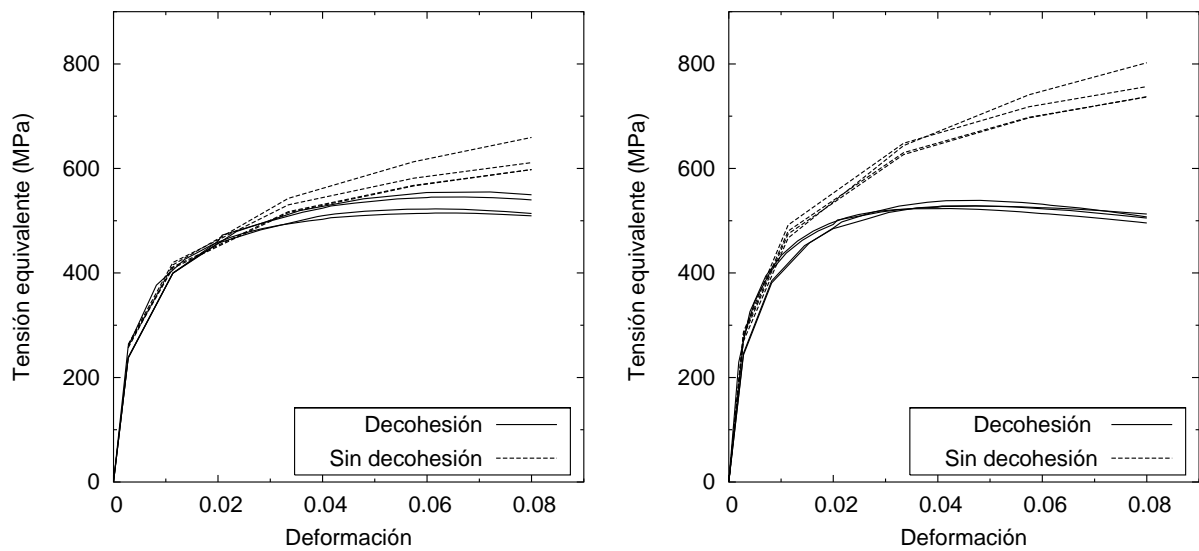 800
600
400
200
0
0
0.02
0.04
0.06
0.08
Tensión equivalente (MPa)
Deformación
Decohesión
Sin decohesión
800
600
400
200
0
0
0.02
0.04
0.06
0.08
Tensión equivalente (MPa)
Deformación
Decohesión
Sin decohesión